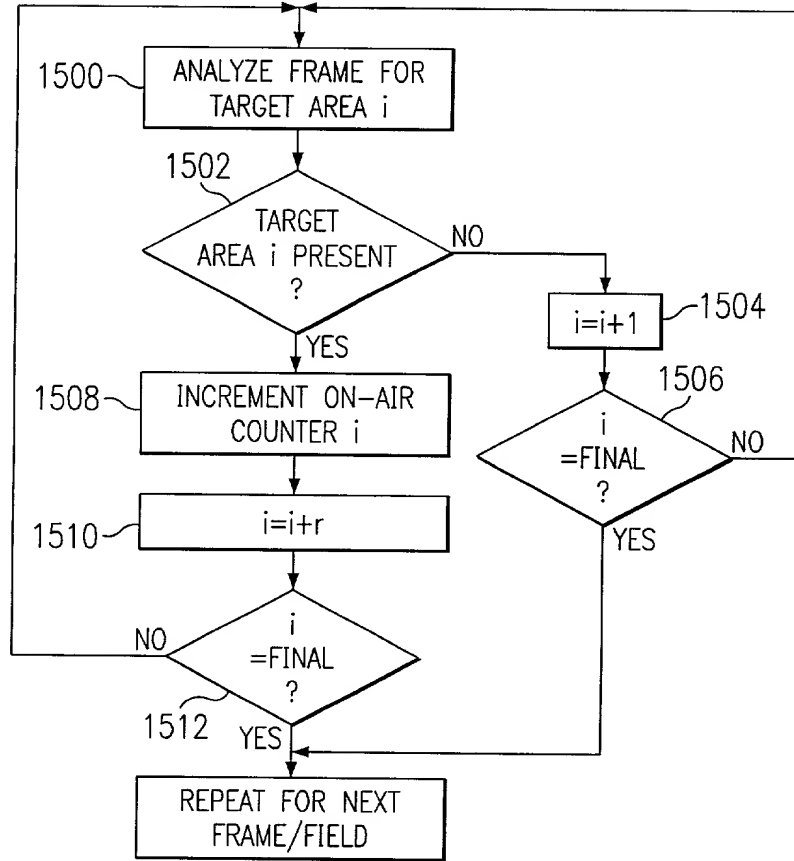 1500
ANALYZE FRAME FOR
TARGET AREA i
1502
TARGET
AREA i PRESENT
?
NO
YES
i=i+1
1504
1508
INCREMENT ON-AIR
COUNTER i
1506
i
=FINAL
?
NO
YES
1510
i=i+r
i
=FINAL
?
NO
1512
YES
REPEAT FOR NEXT
FRAME/FIELD